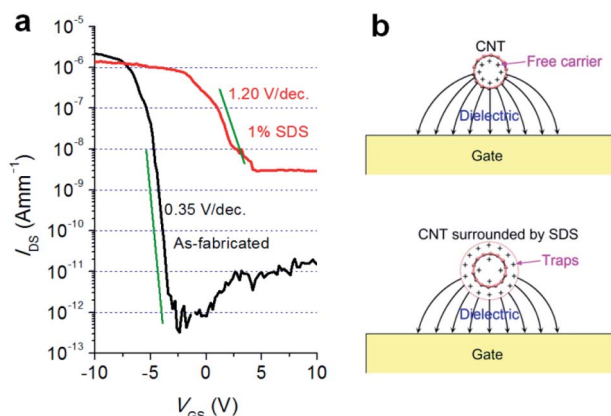 a
10⁻⁵
10⁻⁶
10⁻⁷
10⁻⁸
10⁻⁹
10⁻¹⁰
10⁻¹¹
10⁻¹²
10⁻¹³
I_DS (Amm⁻¹)
1.20 V/dec.
1% SDS
0.35 V/dec.
As-fabricated
-10 -5 0 5 10
V_GS (V)
b
CNT
Free carrier
Dielectric
Gate
CNT surrounded by SDS
Traps
Dielectric
Gate